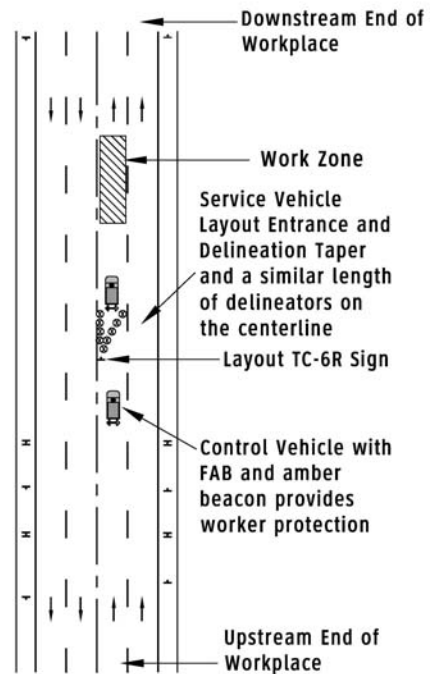 Downstream End of
Workplace
Work Zone
Service Vehicle
Layout Entrance and
Delineation Taper
and a similar length
of delineators on
the centerline
Layout TC-6R Sign
Control Vehicle with
FAB and amber
beacon provides
worker protection
Upstream End of
Workplace